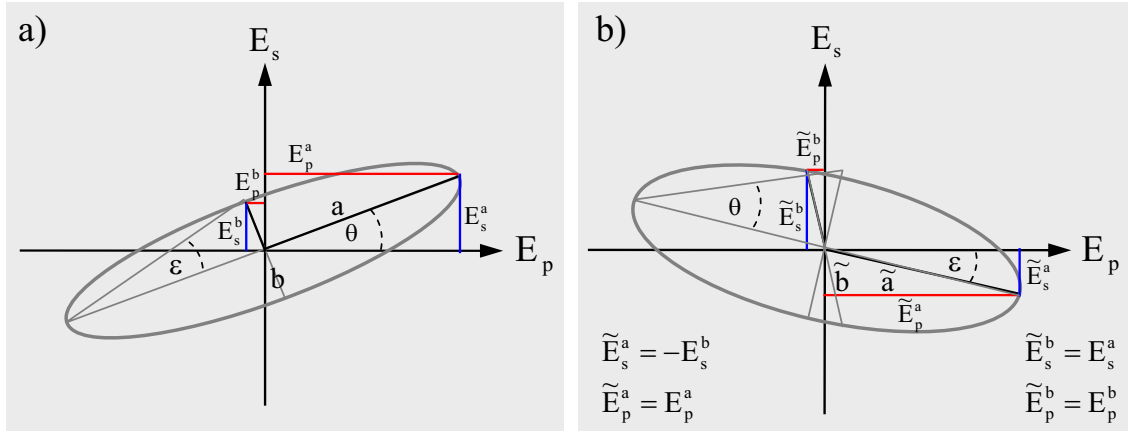 a)
E_s
E_p^a
E_p^b
a
E_s^b
θ
E_s^a
E_p
ε
b
b)
E_s
Ẽ_p^b
θ
Ẽ_s^b
ε
E_p
b̃
ã
Ẽ_s^a
Ẽ_p^a
Ẽ_s^a = −E_s^b
Ẽ_s^b = E_s^a
Ẽ_p^a = E_p^a
Ẽ_p^b = E_p^b